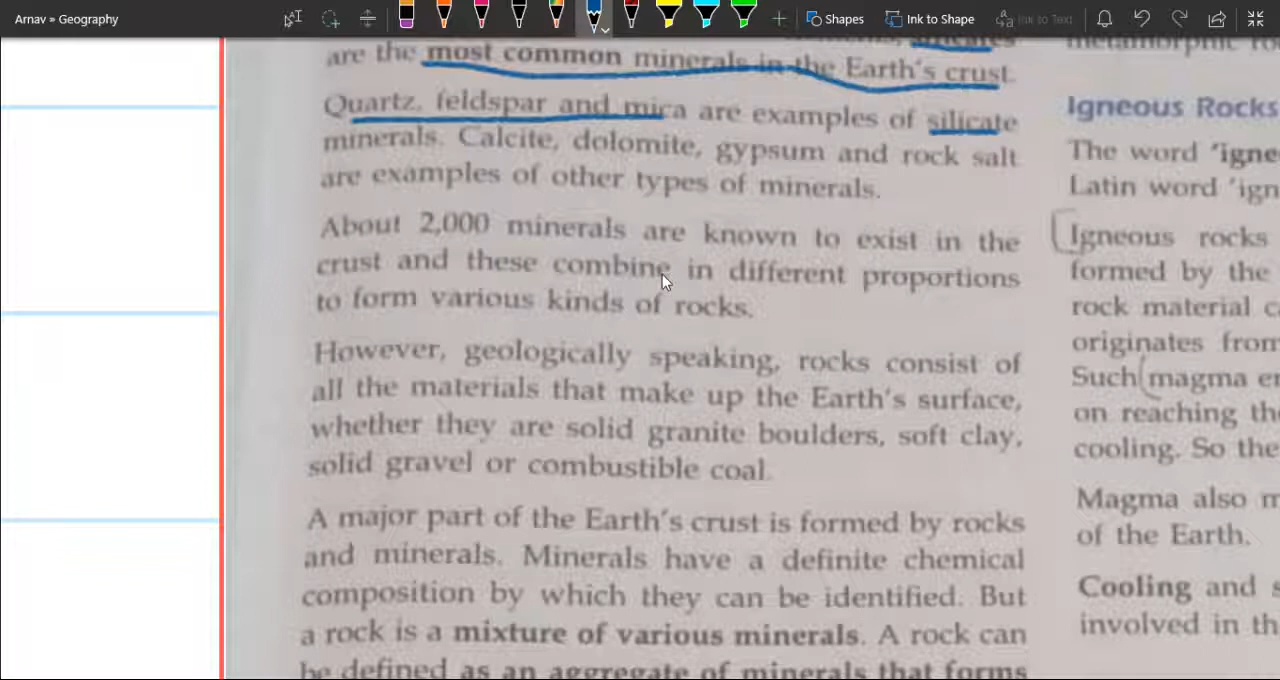 Arnav » Geography
Shapes
Ink to Shape
Ink to Text
silicates
are the most common minerals in the Earth's crust.
Quartz, feldspar and mica are examples of silicate
minerals. Calcite, dolomite, gypsum and rock salt
are examples of other types of minerals.
About 2,000 minerals are known to exist in the
crust and these combine in different proportions
to form various kinds of rocks.
However, geologically speaking, rocks consist of
all the materials that make up the Earth's surface,
whether they are solid granite boulders, soft clay,
solid gravel or combustible coal.
A major part of the Earth's crust is formed by rocks
and minerals. Minerals have a definite chemical
composition by which they can be identified. But
a rock is a mixture of various minerals. A rock can
be defined as an aggregate of minerals that forms
metamorphic ro
Igneous Rocks
The word 'igne
Latin word 'ign
Igneous rocks
formed by the
rock material c
originates from
Such magma e
on reaching th
cooling. So the
Magma also m
of the Earth.
Cooling and s
involved in th